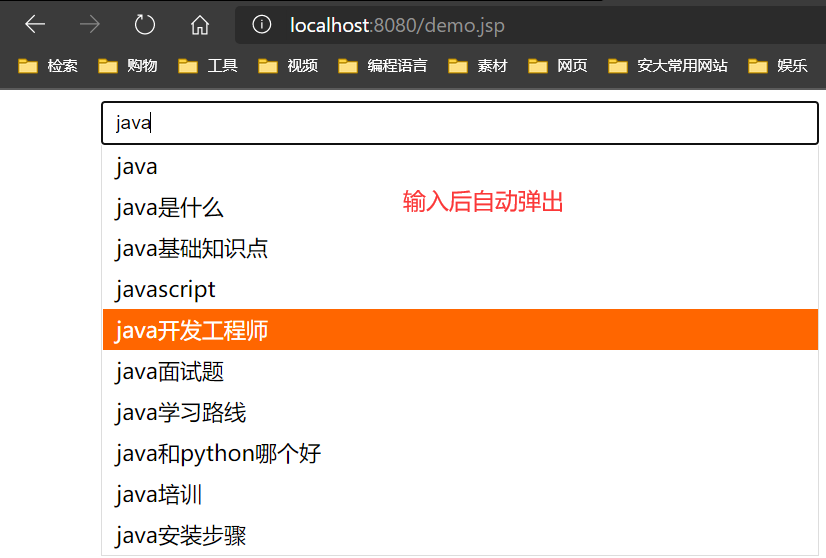 localhost:8080/demo.jsp
检索 购物 工具 视频 编程语言 素材 网页 安大常用网站 娱乐
java
java
java是什么
输入后自动弹出
java基础知识点
javascript
java开发工程师
java面试题
java学习路线
java和python哪个好
java培训
java安装步骤